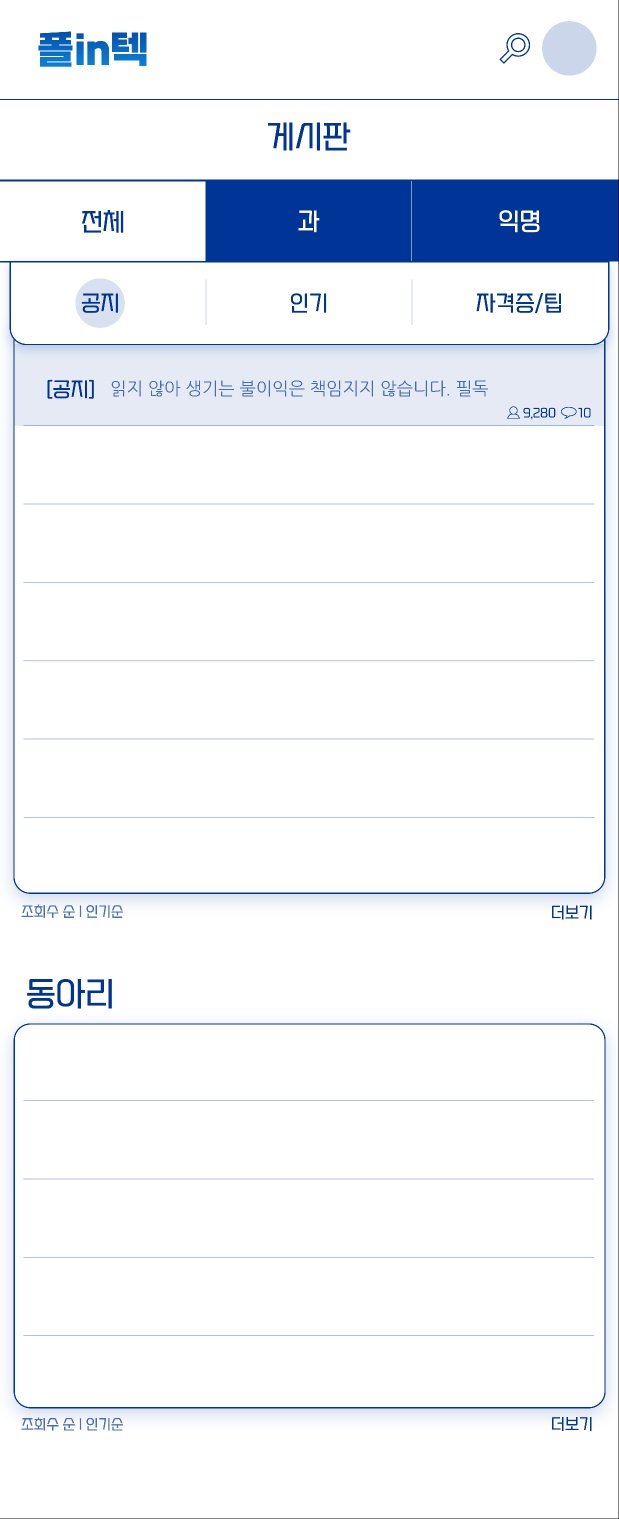 폴in텍
게시판
전체 과 익명
공지 인기 자격증/팁
[공지] 읽지 않아 생기는 불이익은 책임지지 않습니다. 필독
9,280 10
조회수 순 | 인기순 더보기
동아리
조회수 순 | 인기순 더보기